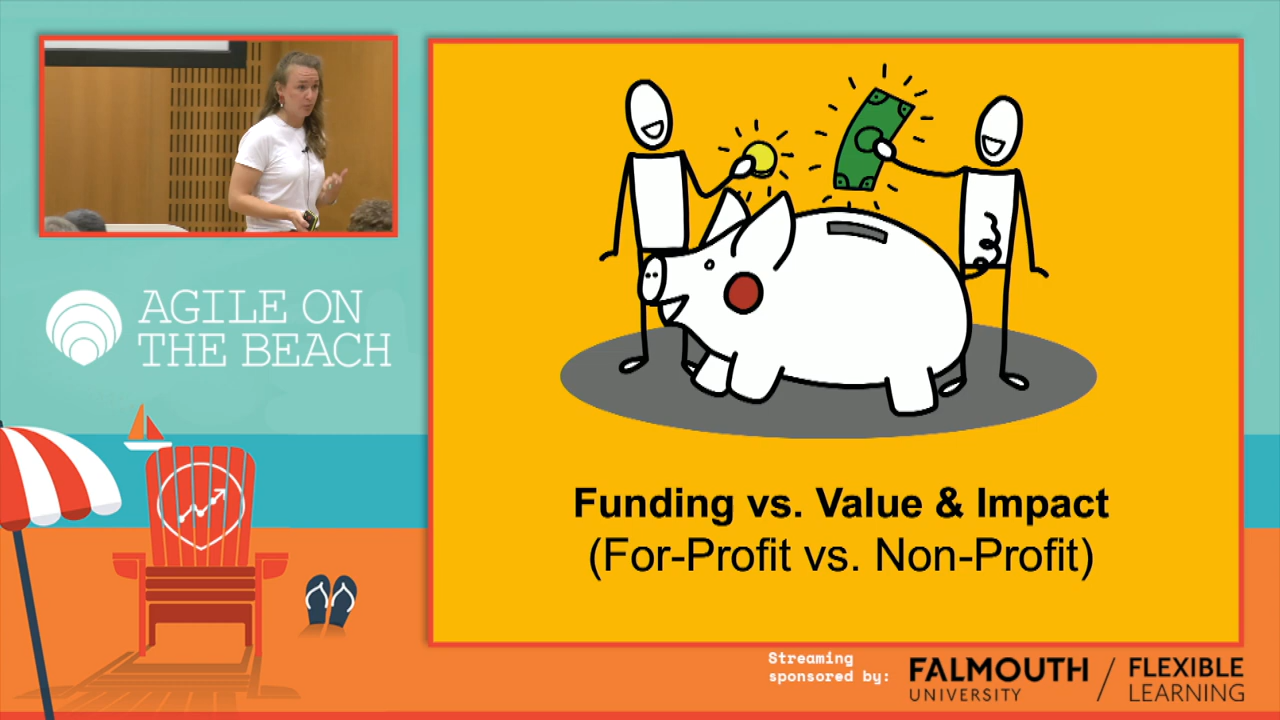 AGILE ON
THE BEACH
Funding vs. Value & Impact
(For-Profit vs. Non-Profit)
Streaming
sponsored by:
FALMOUTH
UNIVERSITY
/
FLEXIBLE
LEARNING